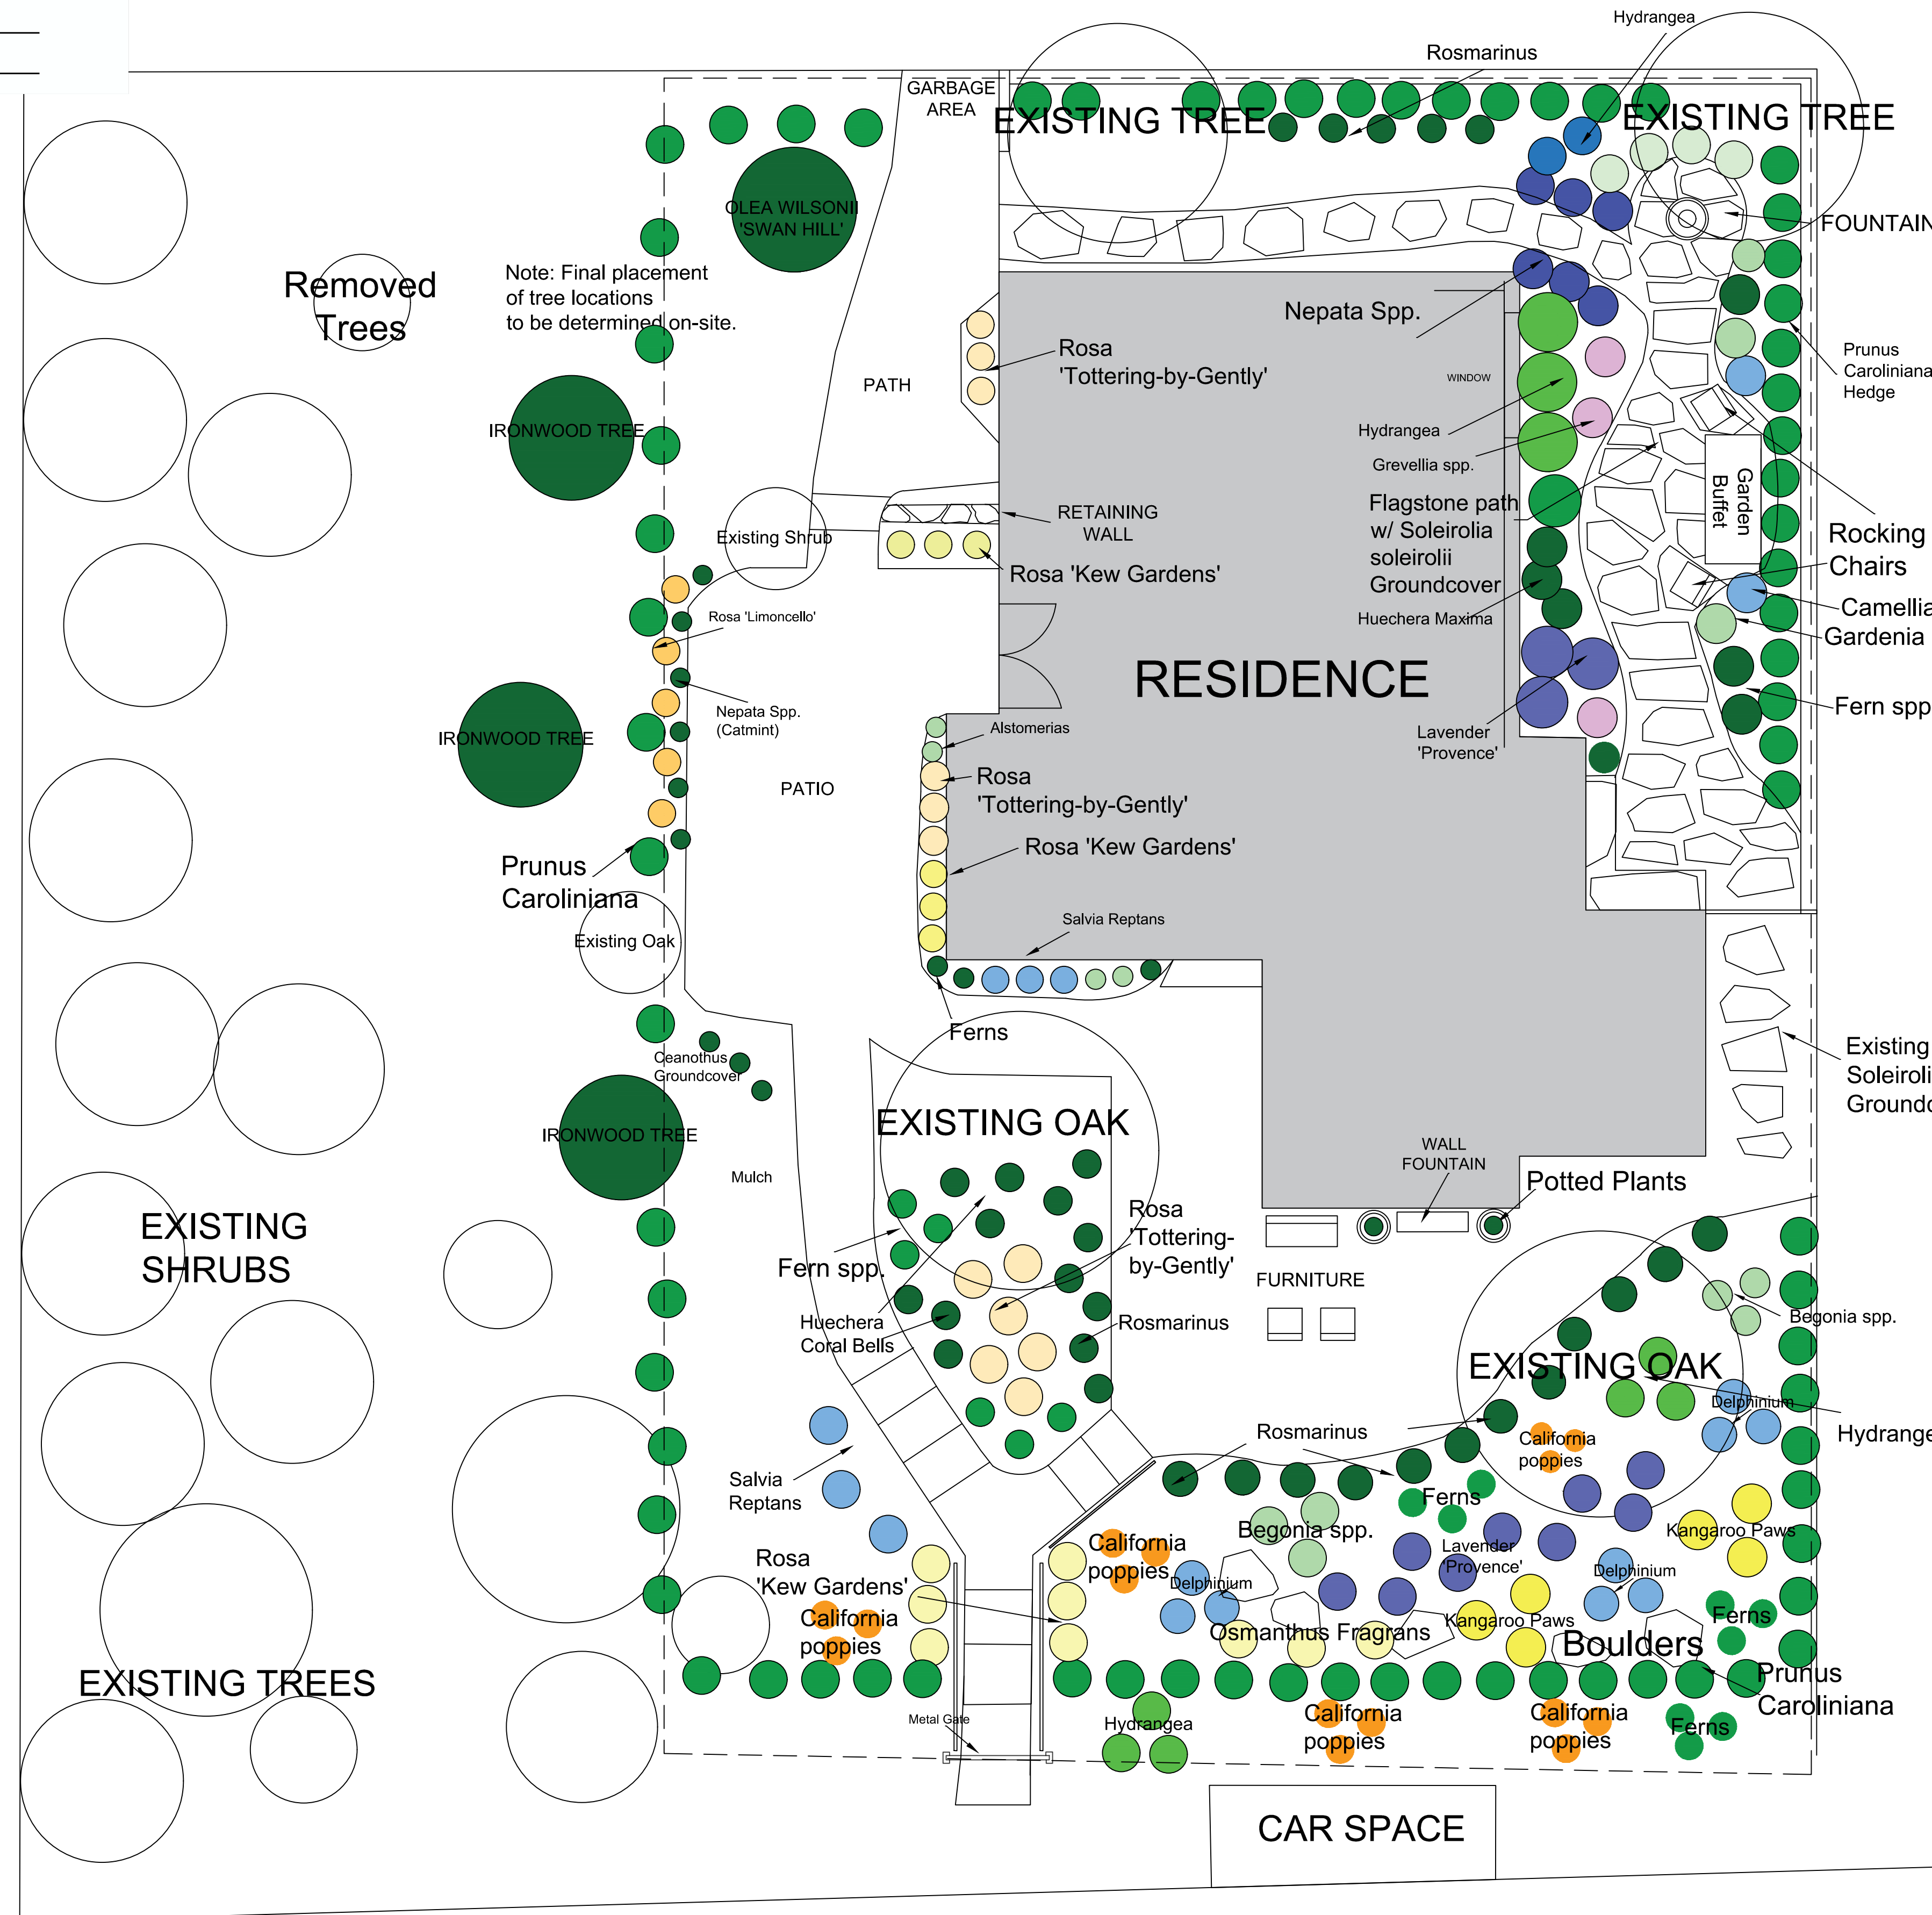 Hydrangea
Rosmarinus
GARBAGE
AREA
EXISTING TREE
EXISTING TREE
OLEA WILSONII
'SWAN HILL'
FOUNTAIN
Removed
Trees
Note: Final placement
of tree locations
to be determined on-site.
Nepata Spp.
Rosa
'Tottering-by-Gently'
PATH
WINDOW
Prunus
Caroliniana
Hedge
IRONWOOD TREE
Hydrangea
Grevellia spp.
Garden
Buffet
Flagstone path
w/ Soleirolia
soleirolii
Groundcover
RETAINING
WALL
Existing Shrub
Rocking
Chairs
Rosa 'Kew Gardens'
Camellia
Gardenia
Rosa 'Limoncello'
Huechera Maxima
RESIDENCE
Fern spp
Nepata Spp.
(Catmint)
IRONWOOD TREE
Alstomerias
Lavender
'Provence'
Rosa
'Tottering-by-Gently'
PATIO
Rosa 'Kew Gardens'
Prunus
Caroliniana
Existing Oak
Salvia Reptans
Ferns
Ceanothus
Groundcover
Existing
Soleiroli
Groundc
EXISTING OAK
IRONWOOD TREE
Mulch
WALL
FOUNTAIN
Potted Plants
EXISTING
SHRUBS
Rosa
'Tottering-
by-Gently'
Fern spp.
FURNITURE
Huechera
Coral Bells
Rosmarinus
Begonia spp.
EXISTING OAK
Delphinium
Hydrange
Rosmarinus
California
poppies
Salvia
Reptans
Ferns
Begonia spp.
Kangaroo Paws
California
poppies
Lavender
'Provence'
Rosa
'Kew Gardens'
Delphinium
Delphinium
California
poppies
Osmanthus Fragrans
Kangaroo Paws
Ferns
Boulders
EXISTING TREES
Prunus
Caroliniana
Metal Gate
Hydrangea
California
poppies
California
poppies
Ferns
CAR SPACE